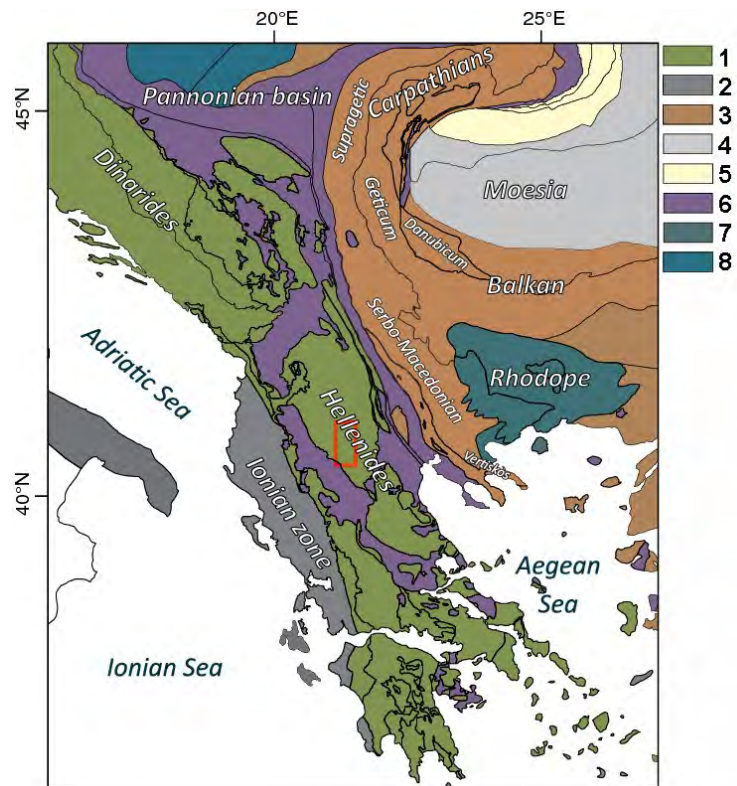 20°E
25°E
45°N
40°N
Pannonian basin
Carpathians
Supragetic
Dinarides
Getićum
Danubicum
Moesia
Balkan
Serbo-Macedonian
Rhodope
Adriatic Sea
Hellenides
Vertiskos
Ionian zone
Aegean
Sea
Ionian Sea
1
2
3
4
5
6
7
8